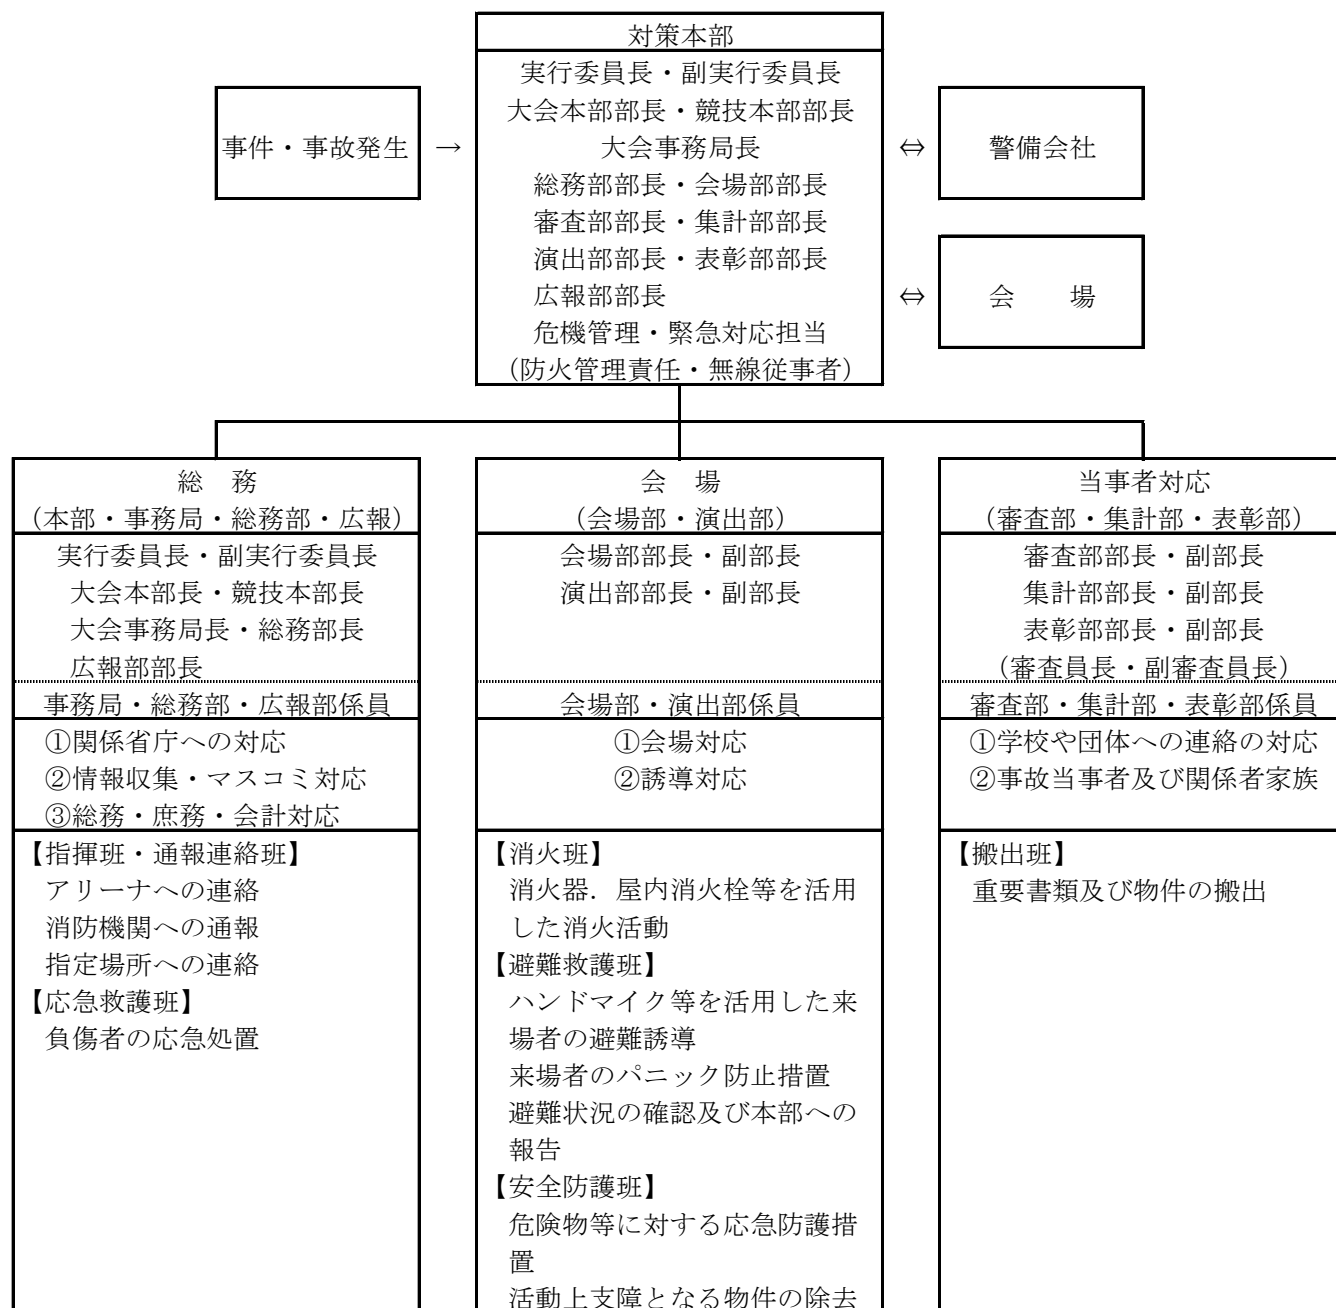 対策本部
実行委員長・副実行委員長
大会本部部長・競技本部部長
大会事務局長
総務部部長・会場部部長
審査部部長・集計部部長
演出部部長・表彰部部長
広報部部長
危機管理・緊急対応担当
(防火管理責任・無線従事者)
事件・事故発生
→
⇔
警備会社
⇔
会　場
総　務
(本部・事務局・総務部・広報)
実行委員長・副実行委員長
大会本部長・競技本部長
大会事務局長・総務部長
広報部部長
事務局・総務部・広報部係員
①関係省庁への対応
②情報収集・マスコミ対応
③総務・庶務・会計対応
【指揮班・通報連絡班】
アリーナへの連絡
消防機関への通報
指定場所への連絡
【応急救護班】
負傷者の応急処置
会　場
(会場部・演出部)
会場部部長・副部長
演出部部長・副部長
会場部・演出部係員
①会場対応
②誘導対応
【消火班】
消火器．屋内消火栓等を活用
した消火活動
【避難救護班】
ハンドマイク等を活用した来
場者の避難誘導
来場者のパニック防止措置
避難状況の確認及び本部への
報告
【安全防護班】
危険物等に対する応急防護措
置
活動上支障となる物件の除去
当事者対応
(審査部・集計部・表彰部)
審査部部長・副部長
集計部部長・副部長
表彰部部長・副部長
(審査員長・副審査員長)
審査部・集計部・表彰部係員
①学校や団体への連絡の対応
②事故当事者及び関係者家族
【搬出班】
重要書類及び物件の搬出